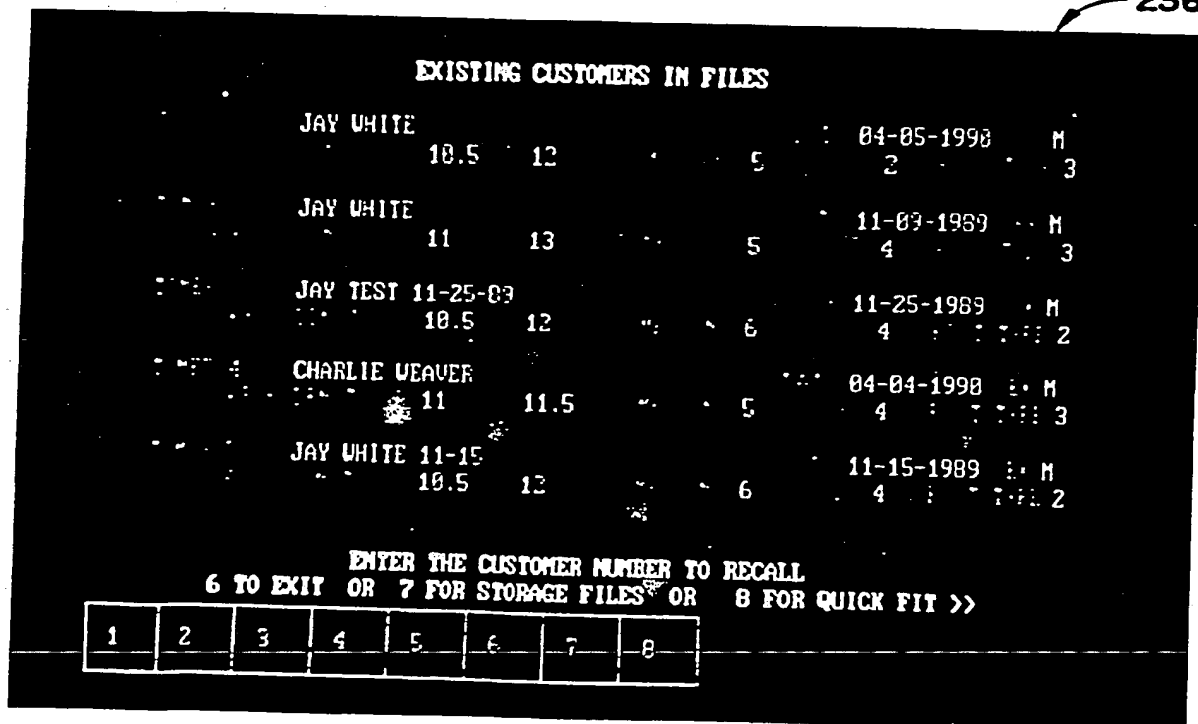 EXISTING CUSTOMERS IN FILES
JAY WHITE 04-05-1990 M
10.5 12 5 2 3
JAY WHITE 11-09-1989 M
11 13 5 4 3
JAY TEST 11-25-89 11-25-1989 M
10.5 12 6 4 2
CHARLIE WEAVER 04-04-1990 M
11 11.5 5 4 3
JAY WHITE 11-15 11-15-1989 M
10.5 12 6 4 2
ENTER THE CUSTOMER NUMBER TO RECALL
6 TO EXIT OR 7 FOR STORAGE FILES OR 8 FOR QUICK FIT >>
1 2 3 4 5 6 7 8